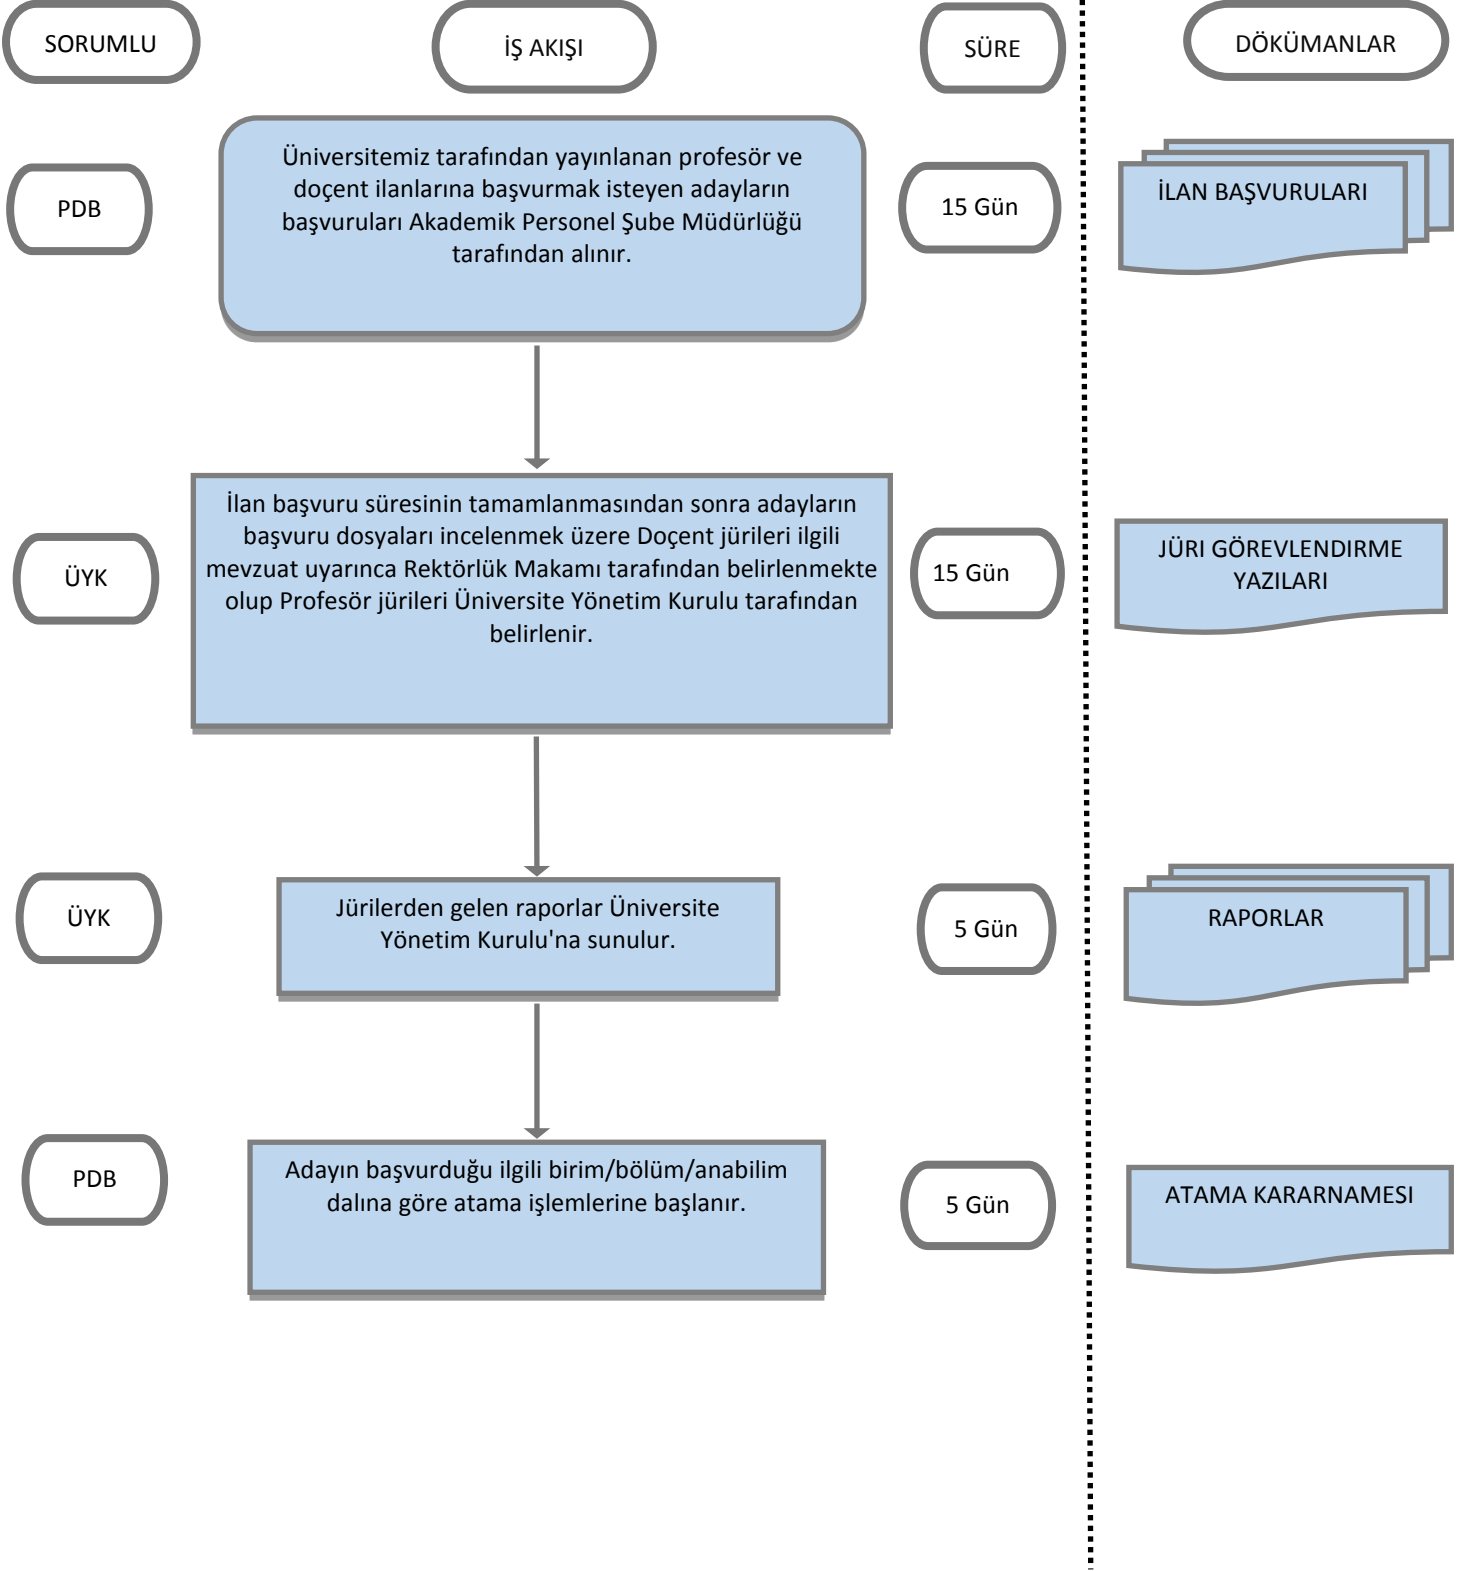 SORUMLU
İŞ AKIŞI
SÜRE
DÖKÜMANLAR
PDB
Üniversitemiz tarafından yayınlanan profesör ve
doçent ilanlarına başvurmak isteyen adayların
başvuruları Akademik Personel Şube Müdürlüğü
tarafından alınır.
15 Gün
İLAN BAŞVURULARI
ÜYK
İlan başvuru süresinin tamamlanmasından sonra adayların
başvuru dosyaları incelenmek üzere Doçent jürileri ilgili
mevzuat uyarınca Rektörlük Makamı tarafından belirlenmekte
olup Profesör jürileri Üniversite Yönetim Kurulu tarafından
belirlenir.
15 Gün
JÜRI GÖREVLENDİRME
YAZILARI
ÜYK
Jürilerden gelen raporlar Üniversite
Yönetim Kurulu'na sunulur.
5 Gün
RAPORLAR
PDB
Adayın başvurduğu ilgili birim/bölüm/anabilim
dalına göre atama işlemlerine başlanır.
5 Gün
ATAMA KARARNAMESI